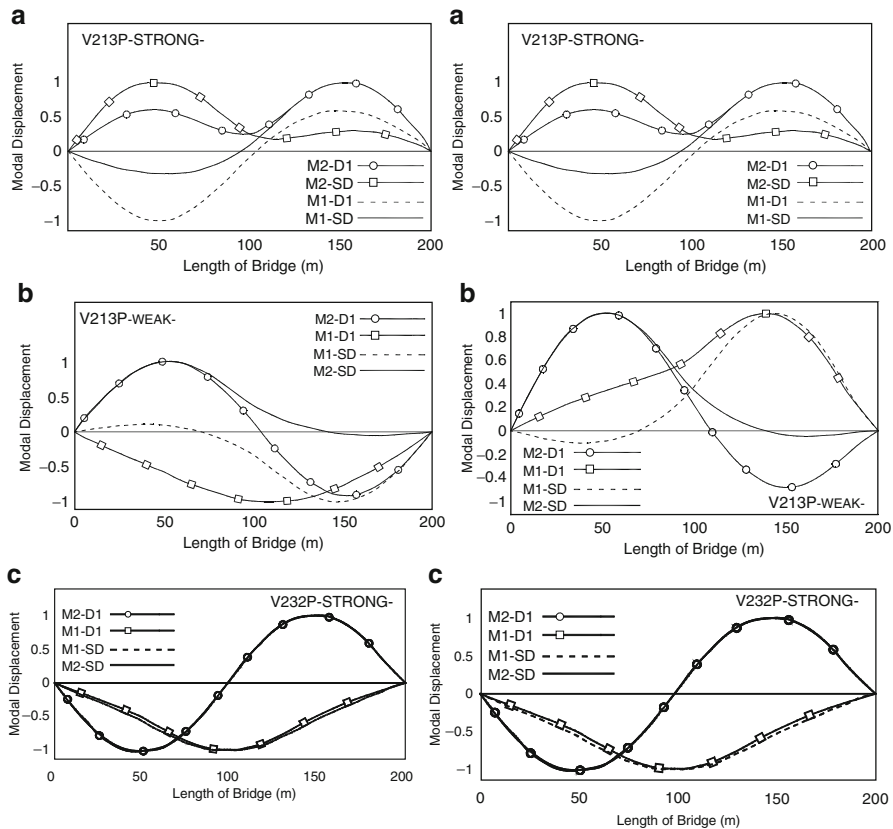 a
V213P-STRONG-
Modal Displacement
1
0.5
0
−0.5
−1
M2-D1
M2-SD
M1-D1
M1-SD
0
50
100
150
200
Length of Bridge (m)
a
V213P-STRONG-
Modal Displacement
1
0.5
0
−0.5
−1
M2-D1
M2-SD
M1-D1
M1-SD
0
50
100
150
200
Length of Bridge (m)
b
V213P-WEAK-
Modal Displacement
1
0.5
0
−0.5
−1
M2-D1
M1-D1
M1-SD
M2-SD
0
50
100
150
200
Length of Bridge (m)
b
Modal Displacement
1
0.8
0.6
0.4
0.2
0
−0.2
−0.4
−1
M2-D1
M1-D1
M1-SD
M2-SD
V213P-WEAK-
0
50
100
150
200
Length of Bridge (m)
c
V232P-STRONG-
Modal Displacement
1
0.5
0
−0.5
−1
M2-D1
M1-D1
M1-SD
M2-SD
0
50
100
150
200
Length of Bridge (m)
c
V232P-STRONG-
Modal Displacement
1
0.5
0
−0.5
−1
M2-D1
M1-D1
M1-SD
M2-SD
0
50
100
150
200
Length of Bridge (m)